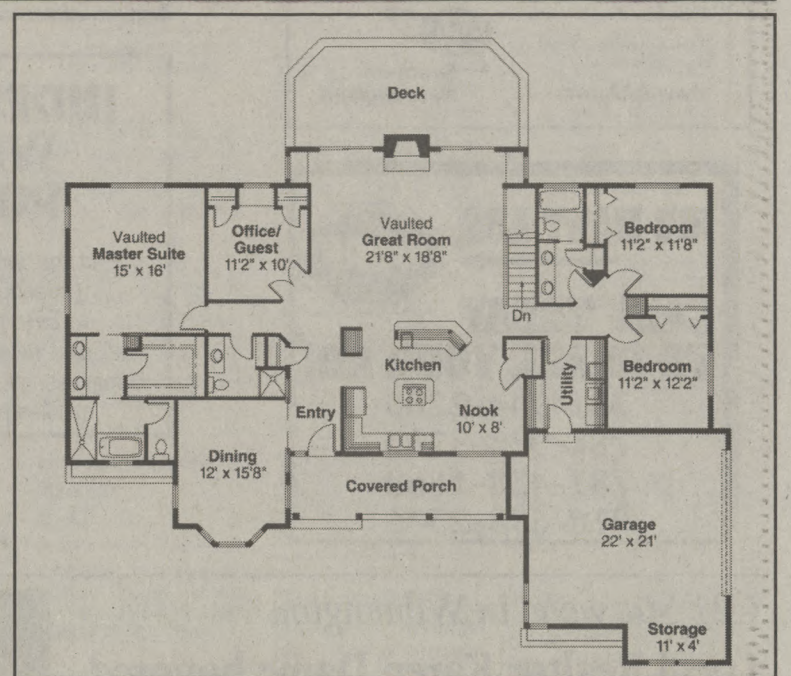 Deck
Vaulted
Master Suite
15' x 16'
Office/
Guest
11'2" x 10'
Vaulted
Great Room
21'8" x 18'8"
Bedroom
11'2" x 11'8"
Dn
Kitchen
Utility
Bedroom
11'2" x 12'2"
Entry
Nook
10' x 8'
Dining
12' x 15'8"
Covered Porch
Garage
22' x 21'
Storage
11' x 4'